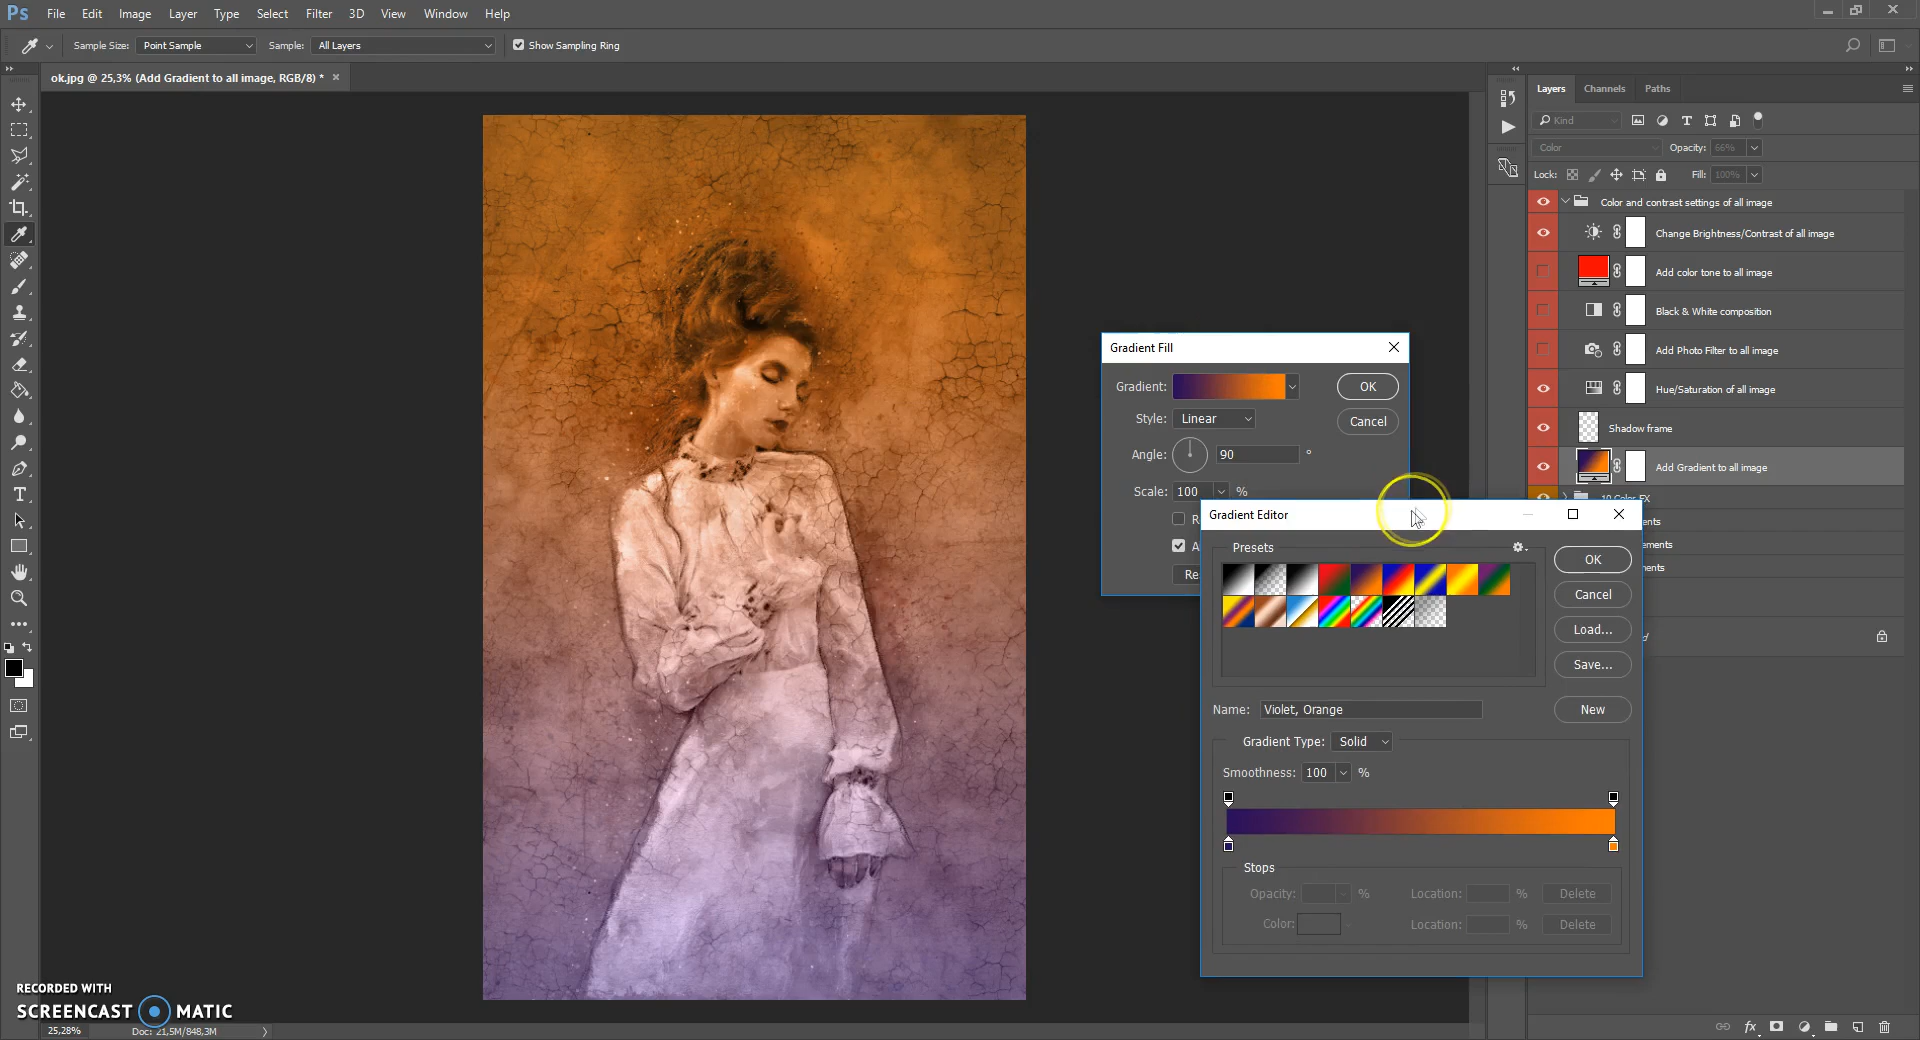 Ps File Edit Image Layer Type Select Filter 3D View Window Help
Sample Size: Point Sample Sample: All Layers Show Sampling Ring
ok.jpg @ 25,3% (Add Gradient to all image, RGB/8) *
Layers Channels Paths
Kind
Color Opacity: 66%
Lock: Fill: 100%
Color and contrast settings of all image
Change Brightness/Contrast of all image
Add color tone to all image
Black & White composition
Add Photo Filter to all image
Hue/Saturation of all image
Shadow frame
Add Gradient to all image
10 Color FX
ents
ements
ents
d
Gradient Fill
Gradient: OK
Style: Linear Cancel
Angle: 90 °
Scale: 100 %
R
A
Re
Gradient Editor
Presets
OK
Cancel
Load...
Save...
Name: Violet, Orange New
Gradient Type: Solid
Smoothness: 100 %
Stops
Opacity: % Location: % Delete
Color: Location: % Delete
RECORDED WITH
SCREENCAST MATIC
25,28% Doc: 21,5M/848,3M
fx